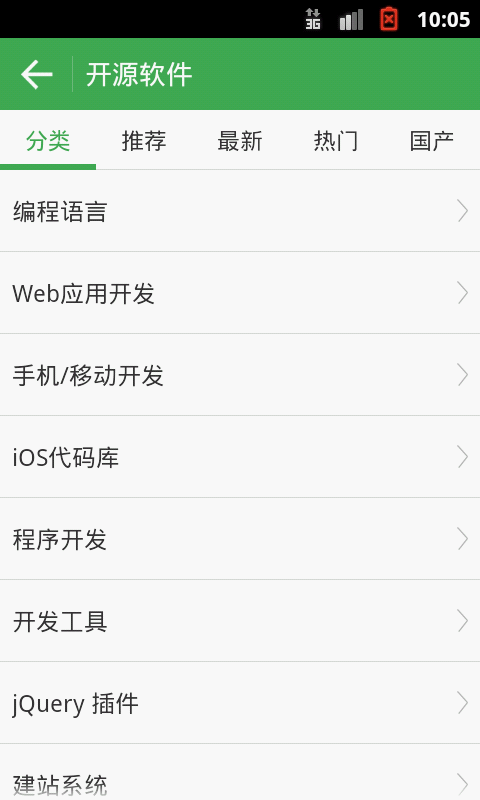 3G 10:05
开源软件
分类 推荐 最新 热门 国产
编程语言
Web应用开发
手机/移动开发
iOS代码库
程序开发
开发工具
jQuery 插件
建站系统